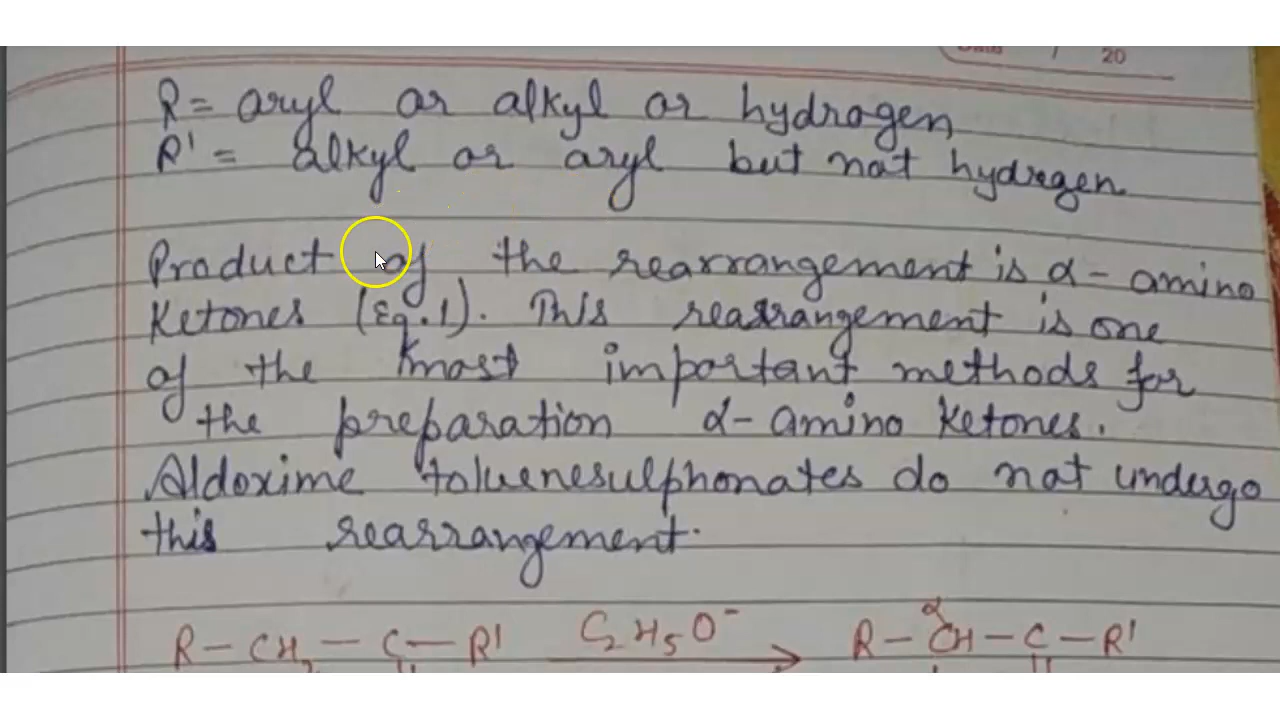 20
R = aryl or alkyl or hydrogen
R' = alkyl or aryl but not hydrogen
Product of the rearrangement is α-amino
Ketones (Eq. 1). This rearrangement is one
of the most important methods for
the preparation α-amino Ketones.
Aldoxime toluenesulphonates do not undergo
this rearrangement.
R - CH2 - C - R' C2H5O⁻ R - CH - C - R'
α